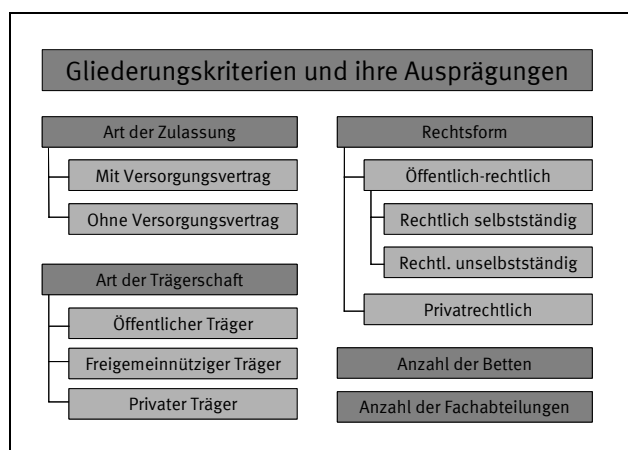 Gliederungskriterien und ihre Ausprägungen
Art der Zulassung
Mit Versorgungsvertrag
Ohne Versorgungsvertrag
Art der Trägerschaft
Öffentlicher Träger
Freigemeinnütziger Träger
Privater Träger
Rechtsform
Öffentlich-rechtlich
Rechtlich selbstständig
Rechtl. unselbstständig
Privatrechtlich
Anzahl der Betten
Anzahl der Fachabteilungen